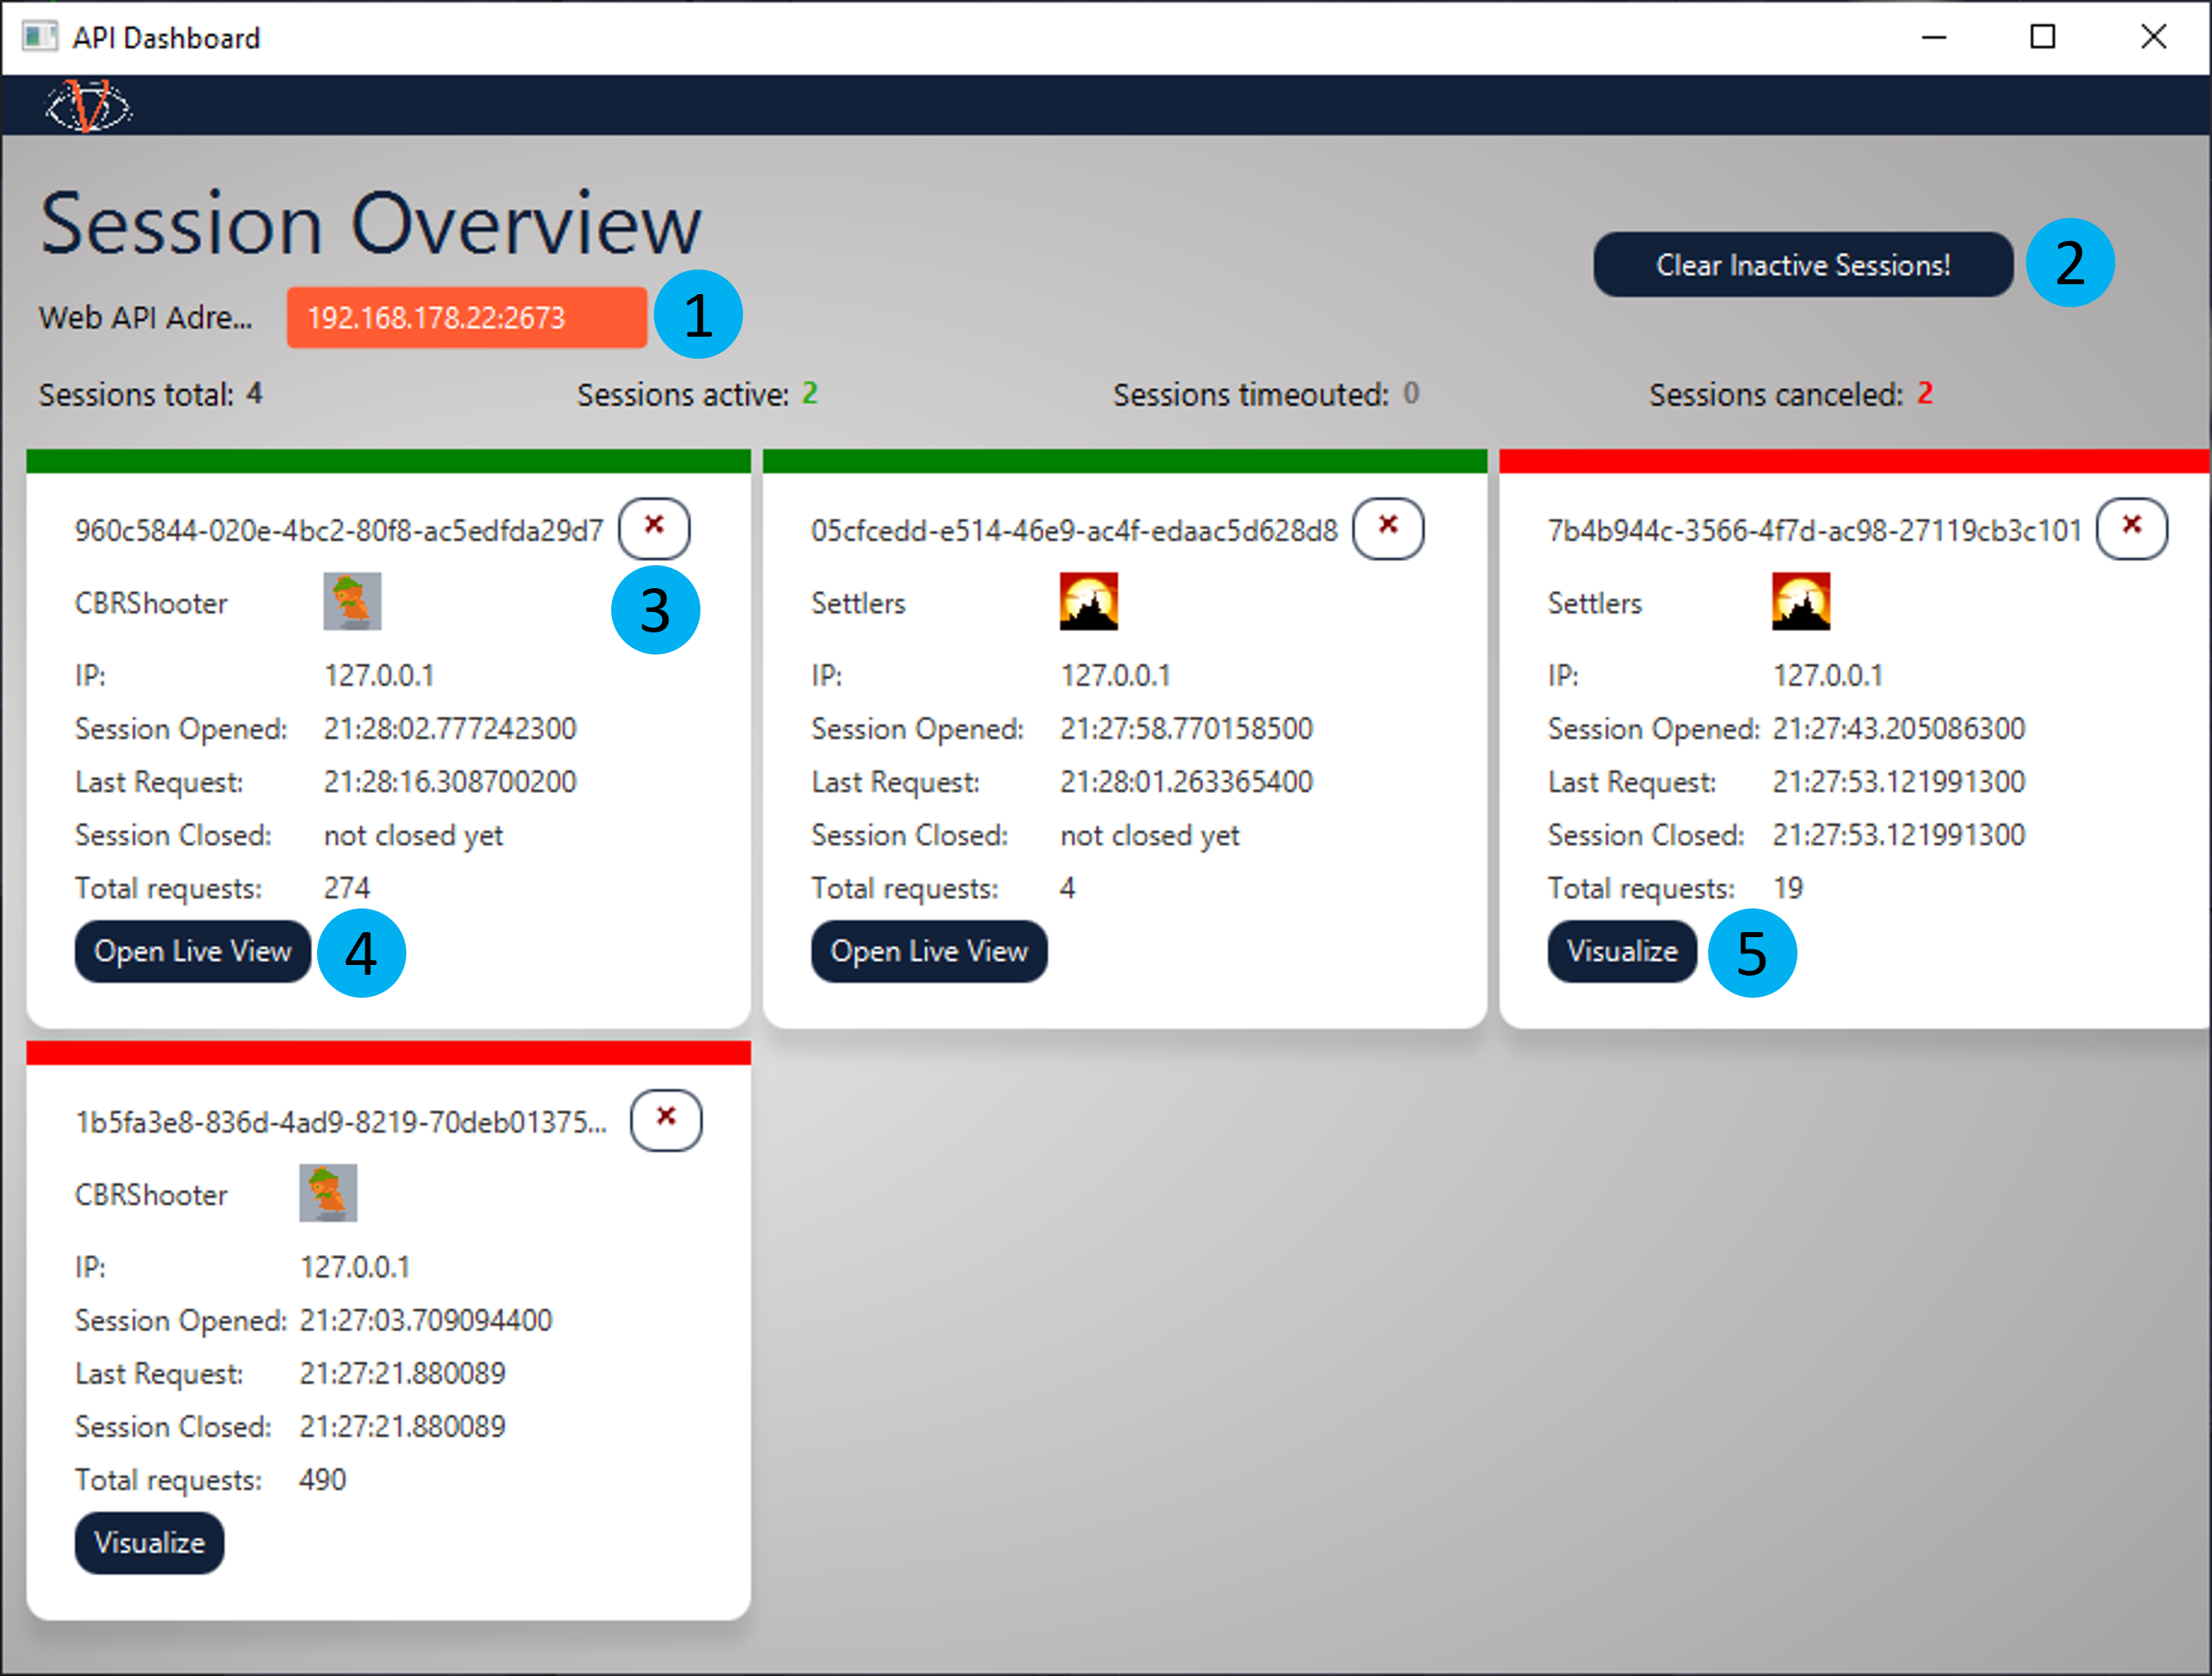 API Dashboard
Session Overview
Clear Inactive Sessions! 2
Web API Adre... 192.168.178.22:2673 1
Sessions total: 4 Sessions active: 2 Sessions timeouted: 0 Sessions canceled: 2
960c5844-020e-4bc2-80f8-ac5edfda29d7
3
CBRShooter
IP: 127.0.0.1
Session Opened: 21:28:02.777242300
Last Request: 21:28:16.308700200
Session Closed: not closed yet
Total requests: 274
Open Live View 4
05cfcedd-e514-46e9-ac4f-edaac5d628d8
Settlers
IP: 127.0.0.1
Session Opened: 21:27:58.770158500
Last Request: 21:28:01.263365400
Session Closed: not closed yet
Total requests: 4
Open Live View
7b4b944c-3566-4f7d-ac98-27119cb3c101
Settlers
IP: 127.0.0.1
Session Opened: 21:27:43.205086300
Last Request: 21:27:53.121991300
Session Closed: 21:27:53.121991300
Total requests: 19
Visualize 5
1b5fa3e8-836d-4ad9-8219-70deb01375...
CBRShooter
IP: 127.0.0.1
Session Opened: 21:27:03.709094400
Last Request: 21:27:21.880089
Session Closed: 21:27:21.880089
Total requests: 490
Visualize